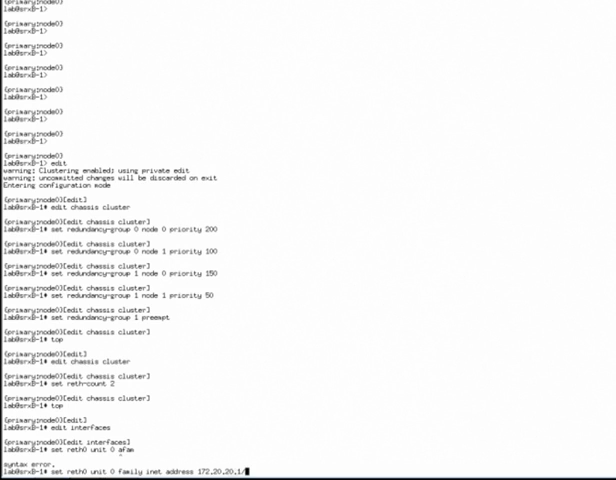 {primary:node0}
lab@srxB-1>
{primary:node0}
lab@srxB-1>
{primary:node0}
lab@srxB-1>
{primary:node0}
lab@srxB-1>
{primary:node0}
lab@srxB-1>
{primary:node0}
lab@srxB-1>
{primary:node0}
lab@srxB-1>
{primary:node0}
lab@srxB-1> edit
warning: Clustering enabled; using private edit
warning: uncommitted changes will be discarded on exit
Entering configuration mode
{primary:node0}[edit]
lab@srxB-1# edit chassis cluster
{primary:node0}[edit chassis cluster]
lab@srxB-1# set redundancy-group 0 node 0 priority 200
{primary:node0}[edit chassis cluster]
lab@srxB-1# set redundancy-group 0 node 1 priority 100
{primary:node0}[edit chassis cluster]
lab@srxB-1# set redundancy-group 1 node 0 priority 150
{primary:node0}[edit chassis cluster]
lab@srxB-1# set redundancy-group 1 node 1 priority 50
{primary:node0}[edit chassis cluster]
lab@srxB-1# set redundancy-group 1 preempt
{primary:node0}[edit chassis cluster]
lab@srxB-1# top
{primary:node0}[edit]
lab@srxB-1# edit chassis cluster
{primary:node0}[edit chassis cluster]
lab@srxB-1# set reth-count 2
{primary:node0}[edit chassis cluster]
lab@srxB-1# top
{primary:node0}[edit]
lab@srxB-1# edit interfaces
{primary:node0}[edit interfaces]
lab@srxB-1# set reth0 unit 0 afam
^
syntax error.
lab@srxB-1# set reth0 unit 0 family inet address 172.20.20.1/